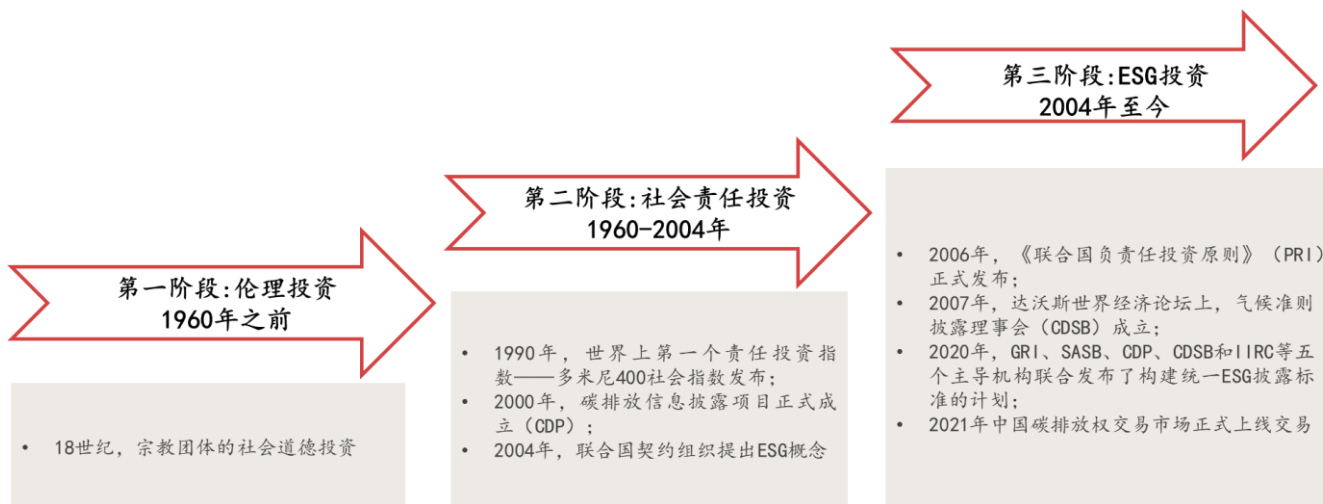 第一阶段:伦理投资
1960年之前
• 18世纪，宗教团体的社会道德投资
第二阶段:社会责任投资
1960-2004年
• 1990年，世界上第一个责任投资指
数——多米尼400社会指数发布；
• 2000年，碳排放信息披露项目正式成
立（CDP）；
• 2004年，联合国契约组织提出ESG概念
第三阶段:ESG投资
2004年至今
• 2006年，《联合国负责任投资原则》（PRI）
正式发布；
• 2007年，达沃斯世界经济论坛上，气候准则
披露理事会（CDSB）成立；
• 2020年，GRI、SASB、CDP、CDSB和IIRC等五
个主导机构联合发布了构建统一ESG披露标
准的计划；
• 2021年中国碳排放权交易市场正式上线交易